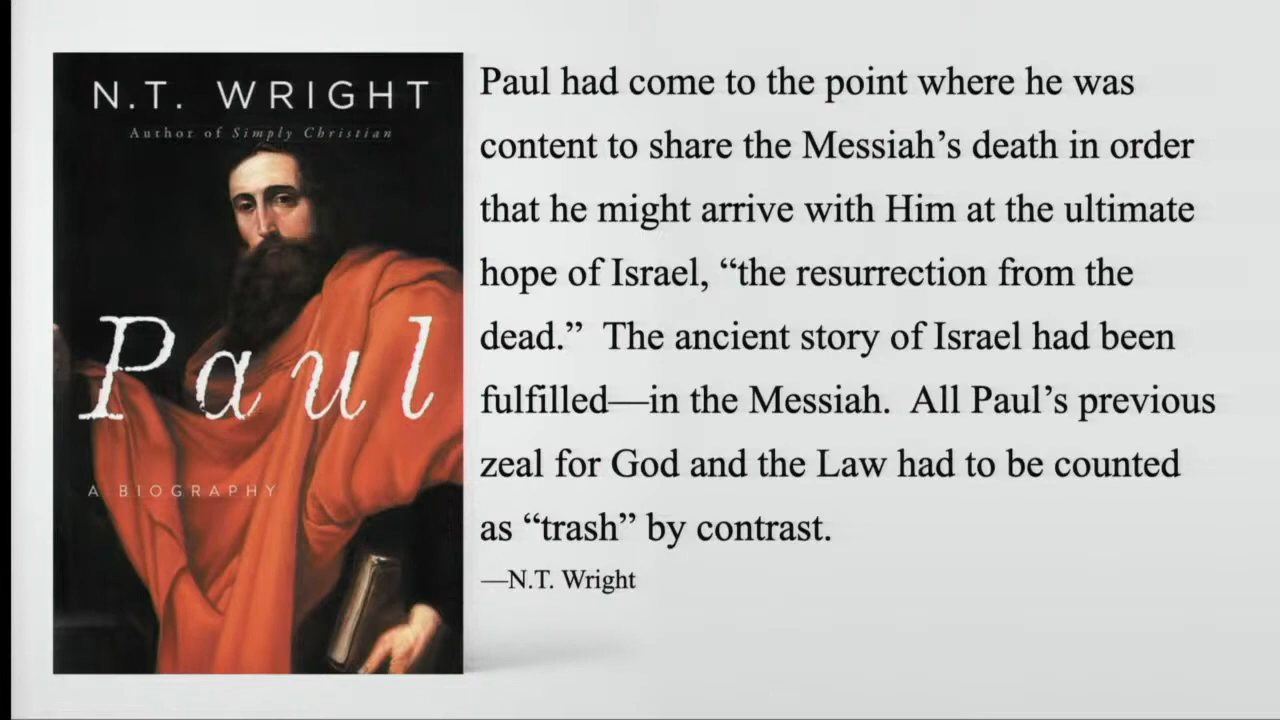 N.T. WRIGHT
Author of Simply Christian
Paul
A BIOGRAPHY
Paul had come to the point where he was
content to share the Messiah’s death in order
that he might arrive with Him at the ultimate
hope of Israel, “the resurrection from the
dead.”  The ancient story of Israel had been
fulfilled—in the Messiah.  All Paul’s previous
zeal for God and the Law had to be counted
as “trash” by contrast.
—N.T. Wright